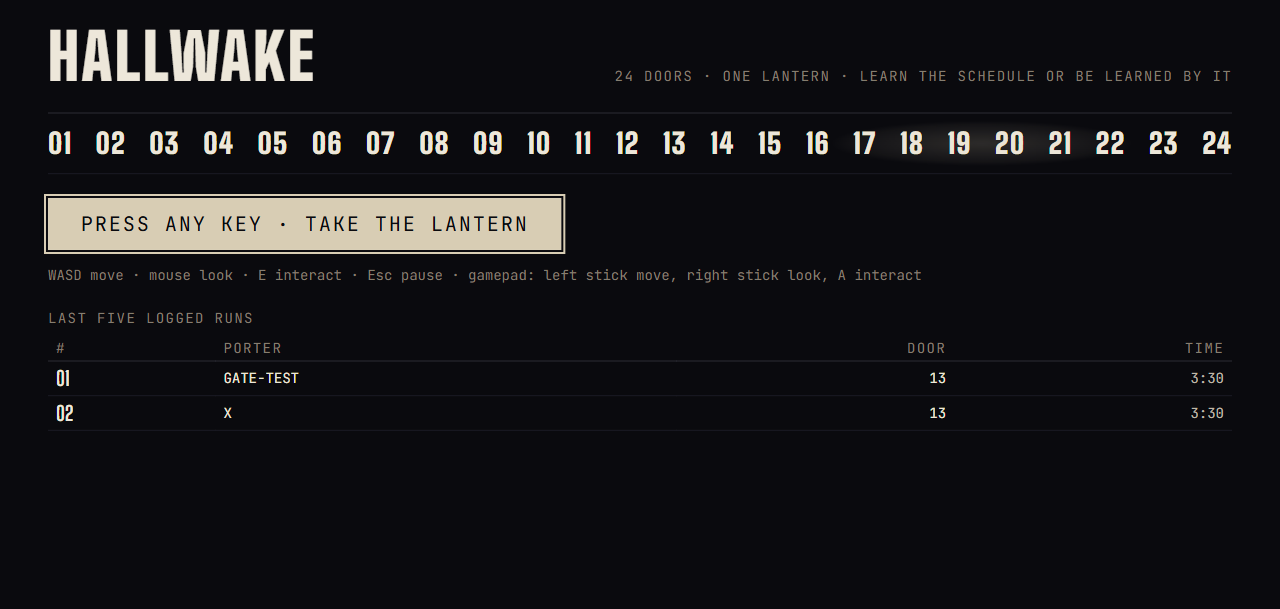 HALLWAKE
24 DOORS · ONE LANTERN · LEARN THE SCHEDULE OR BE LEARNED BY IT
01 02 03 04 05 06 07 08 09 10 11 12 13 14 15 16 17 18 19 20 21 22 23 24
PRESS ANY KEY · TAKE THE LANTERN
WASD move · mouse look · E interact · Esc pause · gamepad: left stick move, right stick look, A interact
LAST FIVE LOGGED RUNS
# PORTER DOOR TIME
01 GATE-TEST 13 3:30
02 X 13 3:30